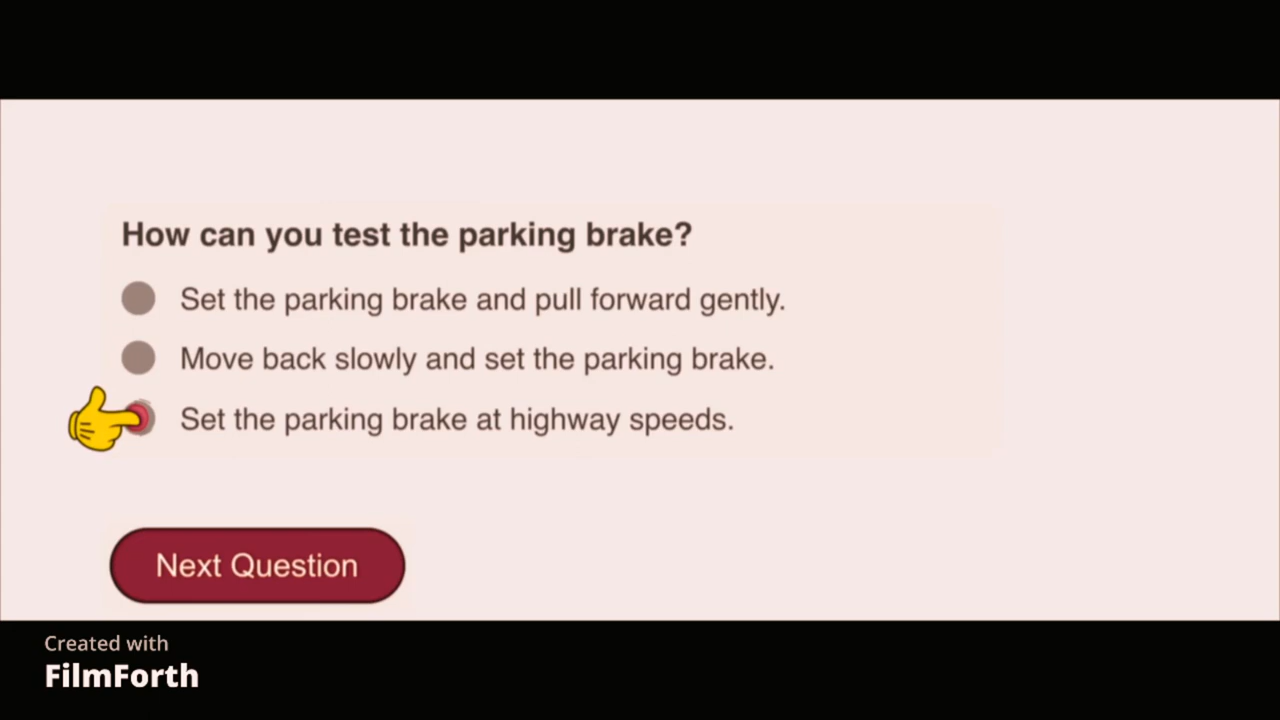 How can you test the parking brake?
Set the parking brake and pull forward gently.
Move back slowly and set the parking brake.
Set the parking brake at highway speeds.
Next Question
Created with
FilmForth